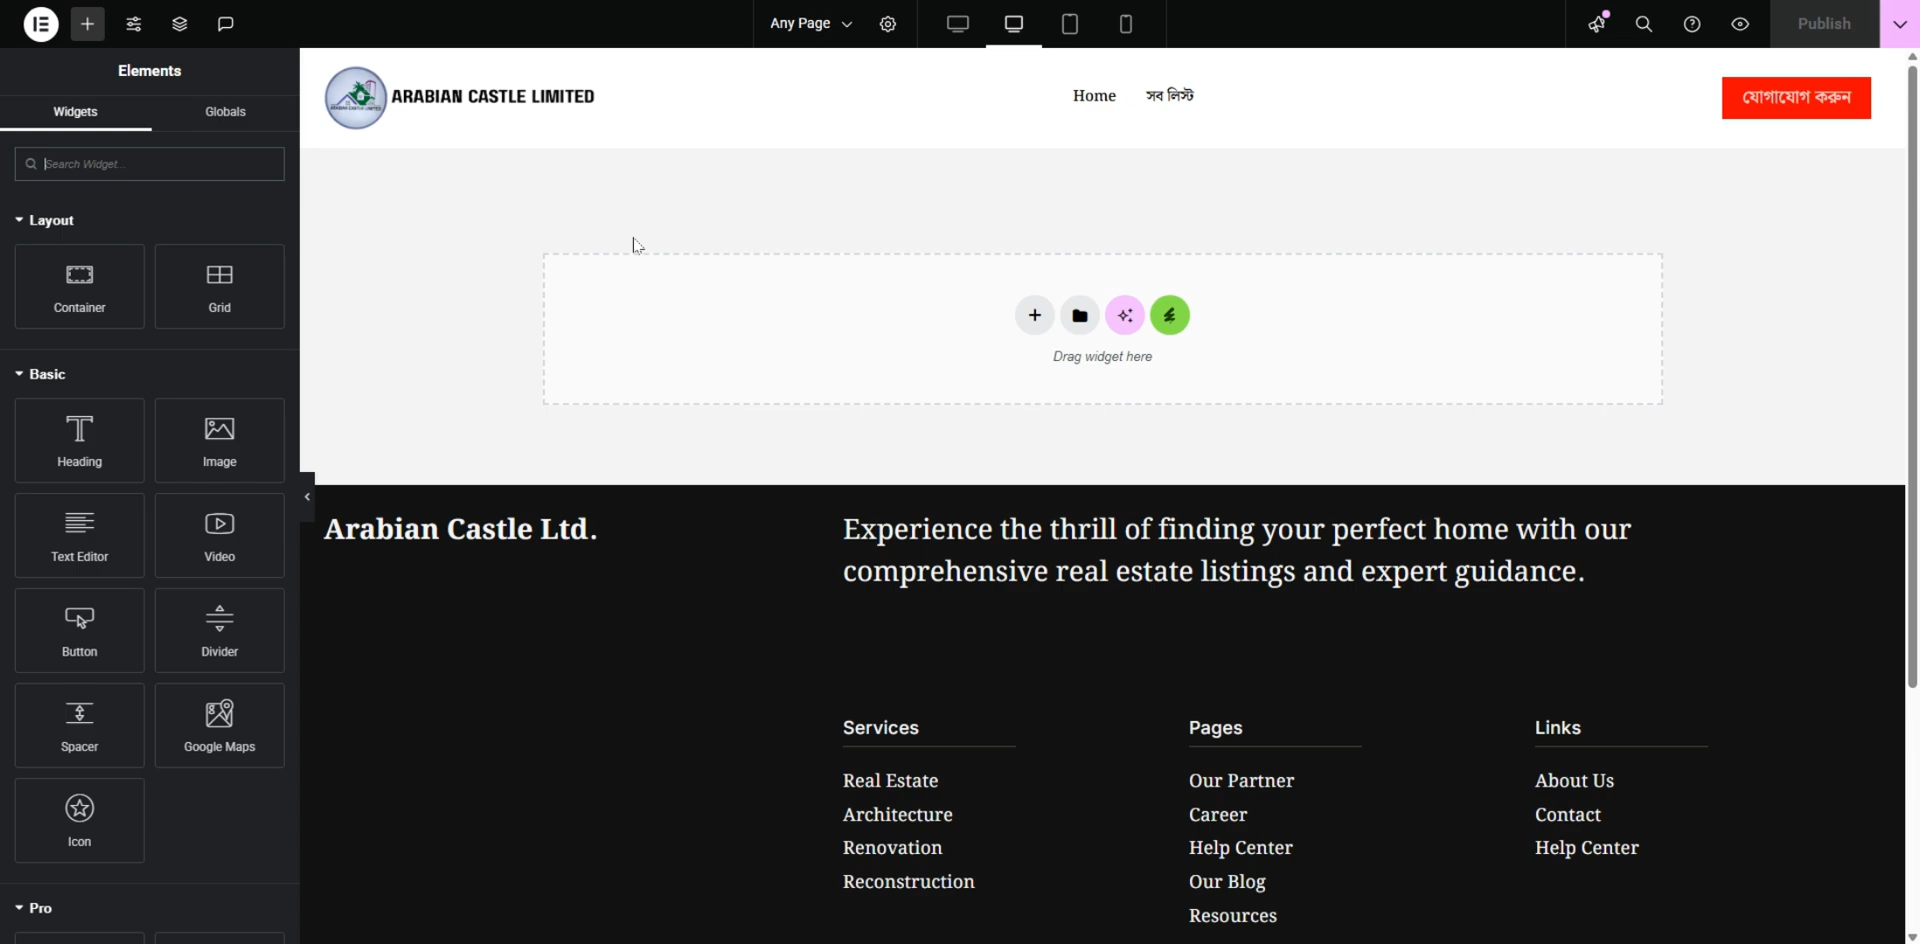 Any Page
Publish
Elements
Widgets
Globals
Search Widget...
Layout
Container
Grid
Basic
Heading
Image
Text Editor
Video
Button
Divider
Spacer
Google Maps
Icon
Pro
ARABIAN CASTLE LIMITED
Home
সব লিস্ট
যোগাযোগ করুন
Drag widget here
Arabian Castle Ltd.
Experience the thrill of finding your perfect home with our
comprehensive real estate listings and expert guidance.
Services
Real Estate
Architecture
Renovation
Reconstruction
Pages
Our Partner
Career
Help Center
Our Blog
Resources
Links
About Us
Contact
Help Center